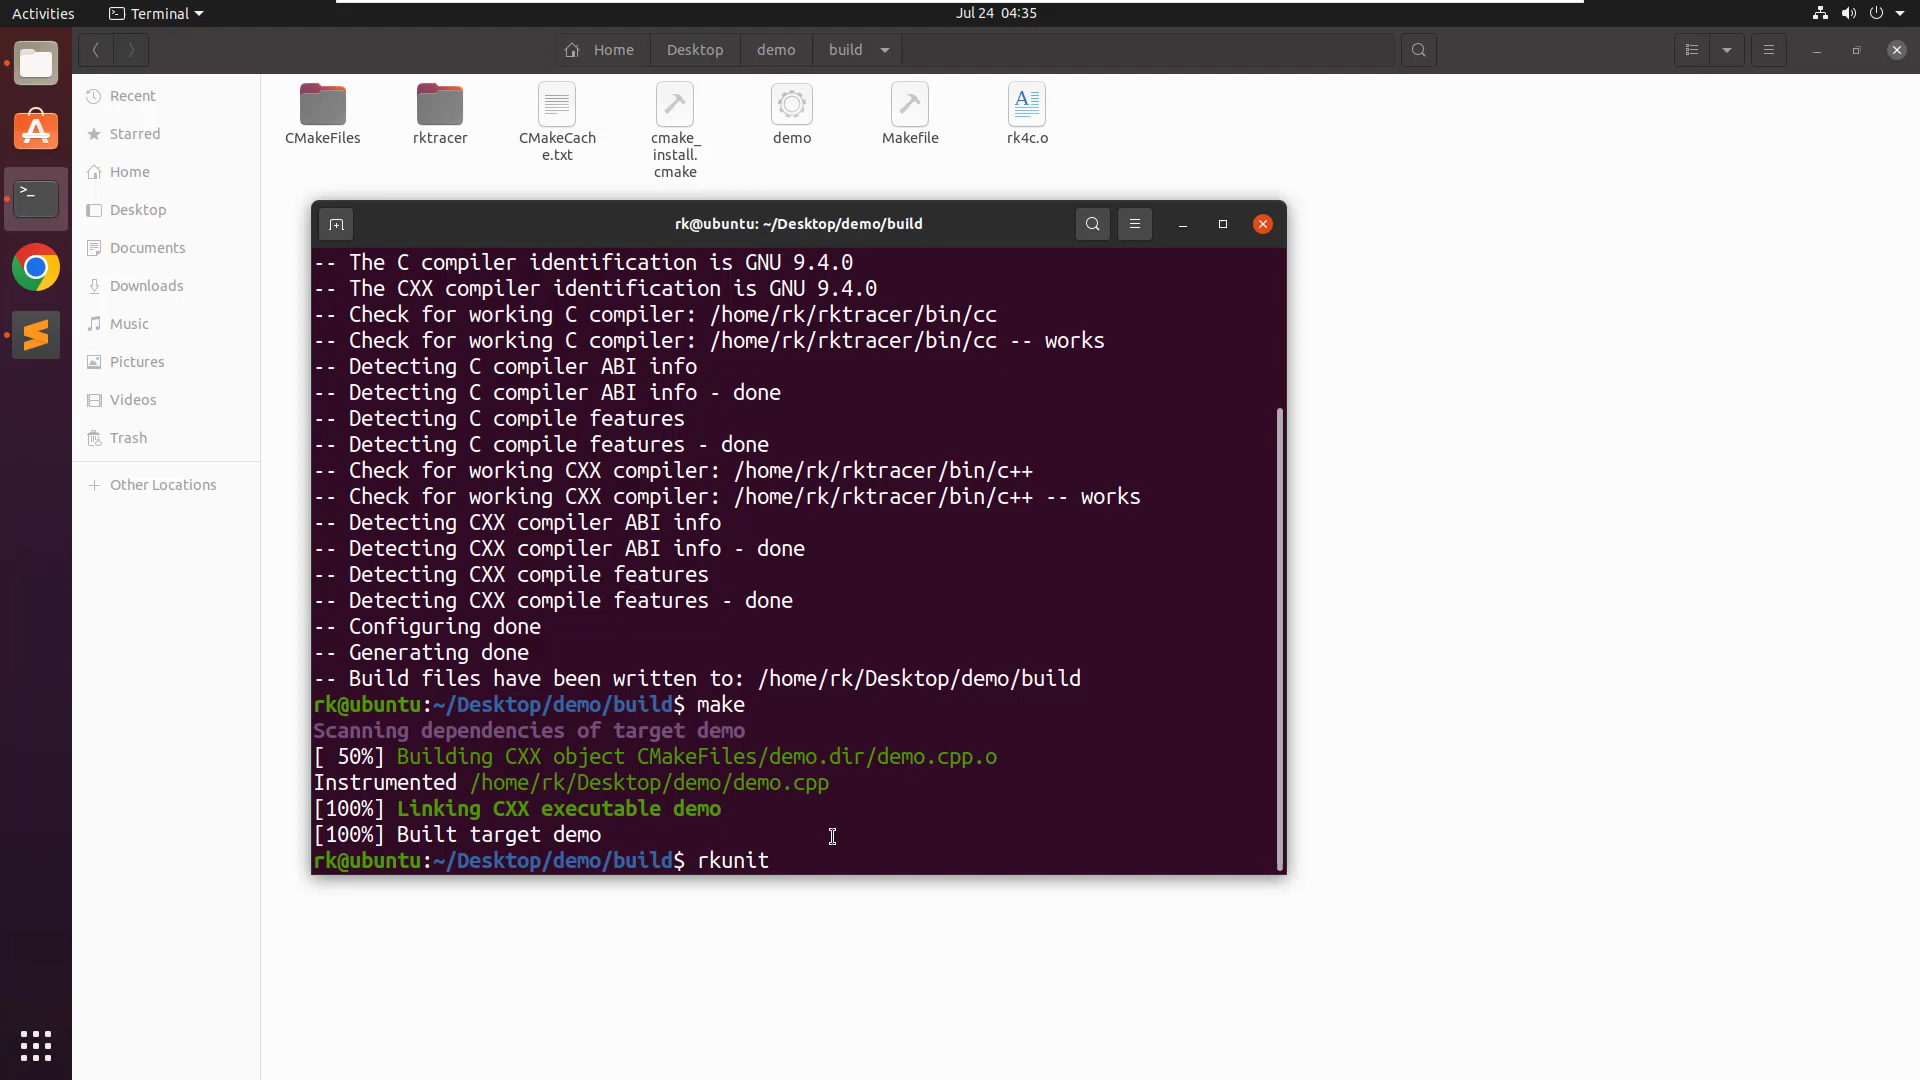 Activities
Terminal
Jul 24 04:35
Home
Desktop
demo
build
Recent
Starred
Home
Desktop
Documents
Downloads
Music
Pictures
Videos
Trash
Other Locations
CMakeFiles
rktracer
CMakeCach
e.txt
cmake_
install.
cmake
demo
Makefile
rk4c.o
rk@ubuntu: ~/Desktop/demo/build
-- The C compiler identification is GNU 9.4.0
-- The CXX compiler identification is GNU 9.4.0
-- Check for working C compiler: /home/rk/rktracer/bin/cc
-- Check for working C compiler: /home/rk/rktracer/bin/cc -- works
-- Detecting C compiler ABI info
-- Detecting C compiler ABI info - done
-- Detecting C compile features
-- Detecting C compile features - done
-- Check for working CXX compiler: /home/rk/rktracer/bin/c++
-- Check for working CXX compiler: /home/rk/rktracer/bin/c++ -- works
-- Detecting CXX compiler ABI info
-- Detecting CXX compiler ABI info - done
-- Detecting CXX compile features
-- Detecting CXX compile features - done
-- Configuring done
-- Generating done
-- Build files have been written to: /home/rk/Desktop/demo/build
rk@ubuntu:~/Desktop/demo/build$ make
Scanning dependencies of target demo
[ 50%] Building CXX object CMakeFiles/demo.dir/demo.cpp.o
Instrumented /home/rk/Desktop/demo/demo.cpp
[100%] Linking CXX executable demo
[100%] Built target demo
rk@ubuntu:~/Desktop/demo/build$ rkunit